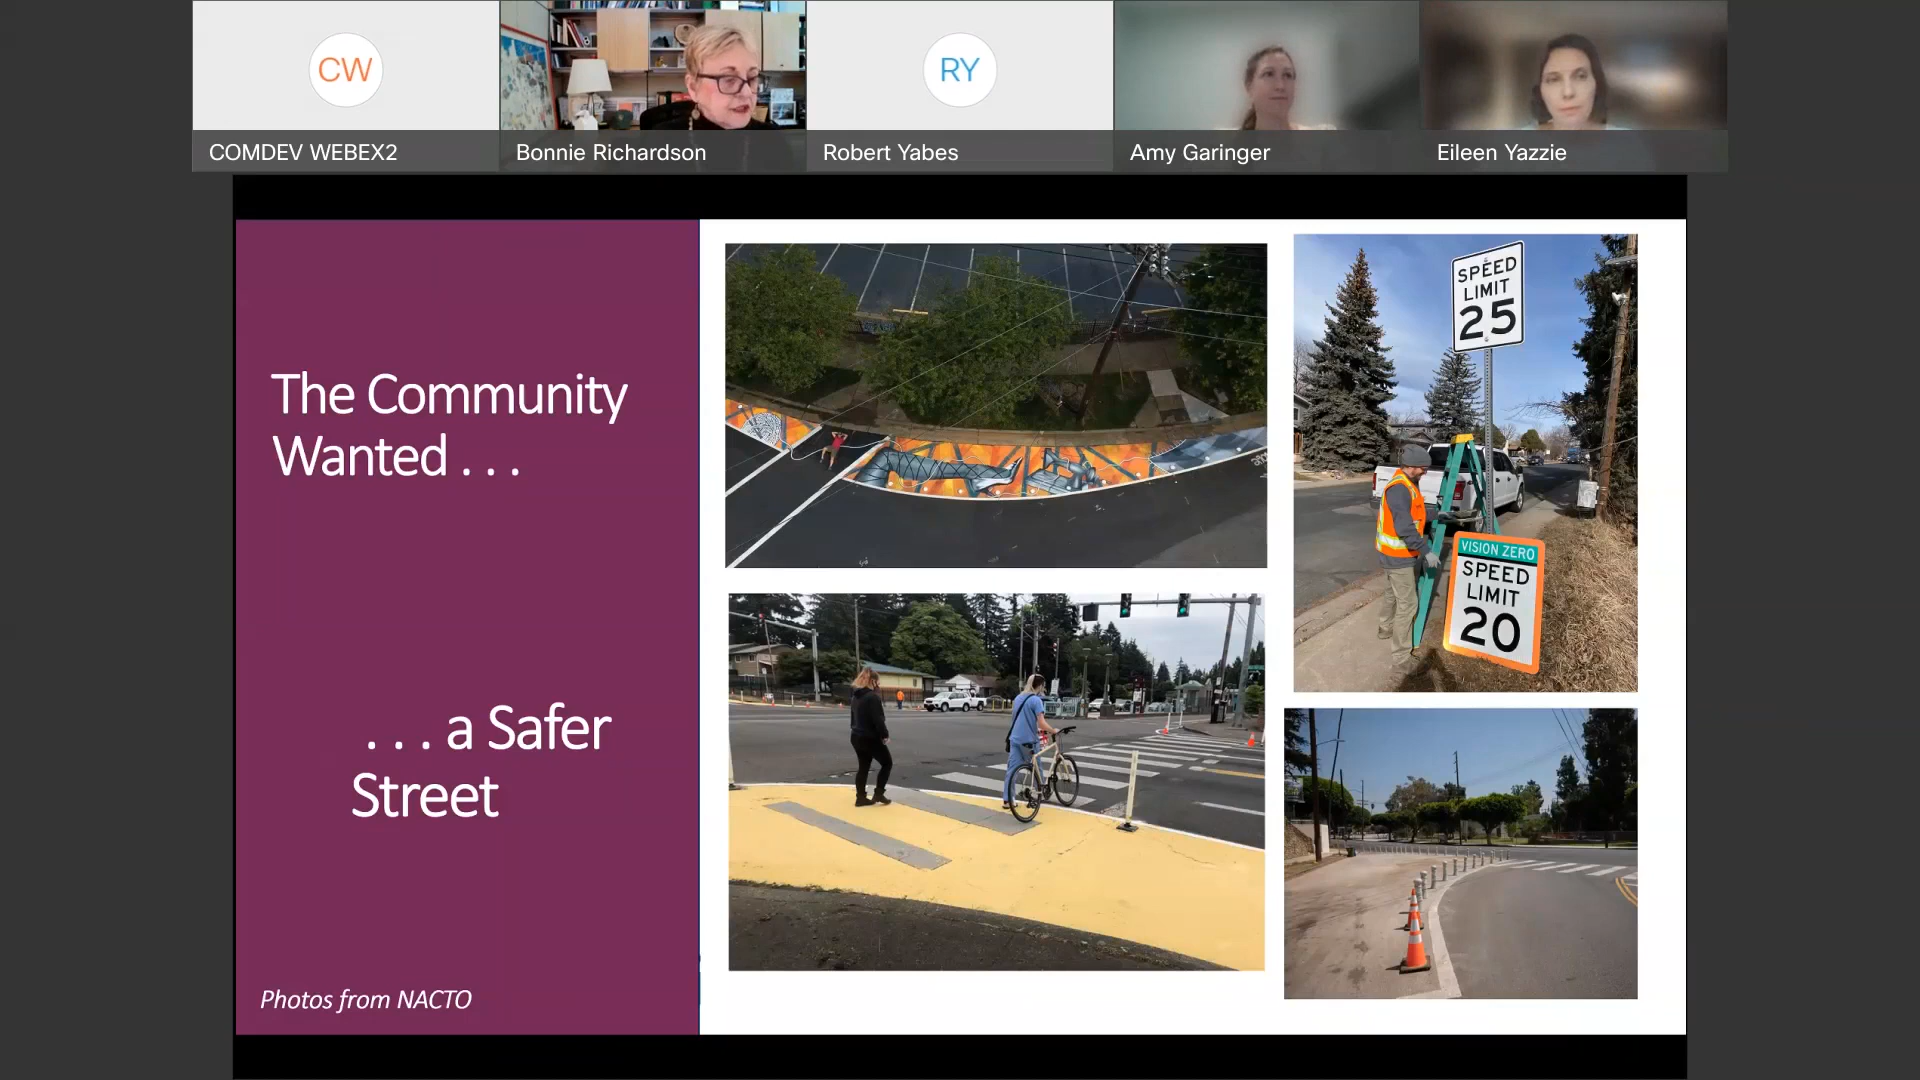 CW
RY
COMDEV WEBEX2
Bonnie Richardson
Robert Yabes
Amy Garinger
Eileen Yazzie
The Community
Wanted . . .
. . . a Safer
Street
Photos from NACTO
SPEED
LIMIT
25
VISION ZERO
SPEED
LIMIT
20